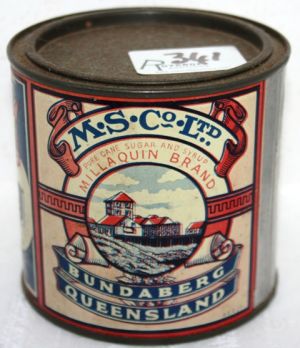 R 341
M.S.Co. LTD.
PURE CANE SUGAR AND SYRUP
MILLAQUIN BRAND
BUNDABERG
QUEENSLAND